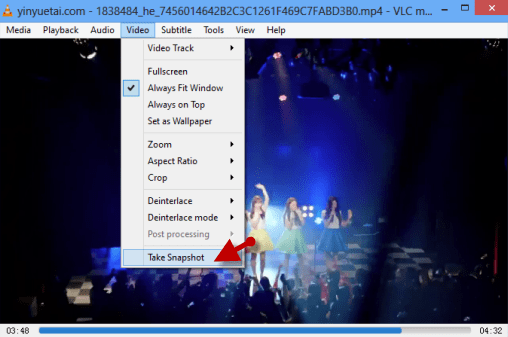 yinyuetai.com - 1838484_he_7456014642B2C3C1261F469C7FABD3B0.mp4 - VLC m...
Media Playback Audio Video Subtitle Tools View Help
Video Track
Fullscreen
Always Fit Window
Always on Top
Set as Wallpaper
Zoom
Aspect Ratio
Crop
Deinterlace
Deinterlace mode
Post processing
Take Snapshot
03:48 04:32